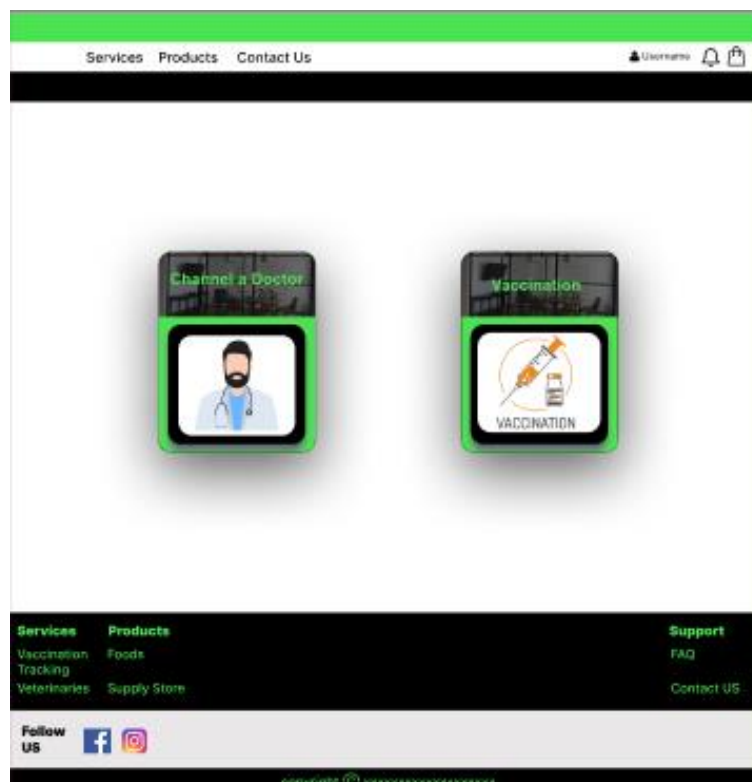 Services Products Contact Us Username
Channel a Doctor
Vaccination
VACCINATION
Services Products Support
Vaccination Foods FAQ
Tracking
Veterinaries Supply Store Contact US
Follow
US
copyright ©